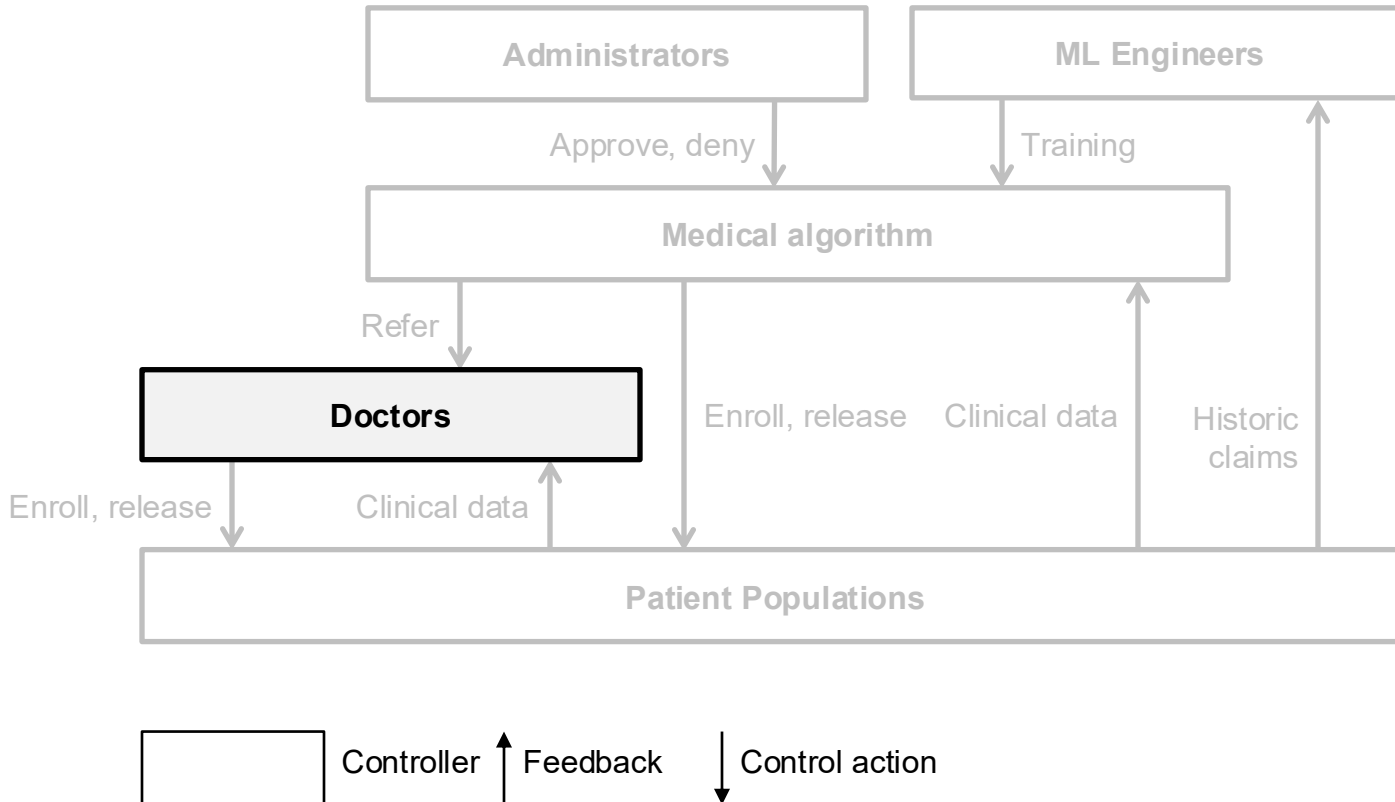 Administrators
ML Engineers
Approve, deny
Training
Medical algorithm
Refer
Doctors
Enroll, release
Clinical data
Historic
claims
Enroll, release
Clinical data
Patient Populations
Controller
Feedback
Control action